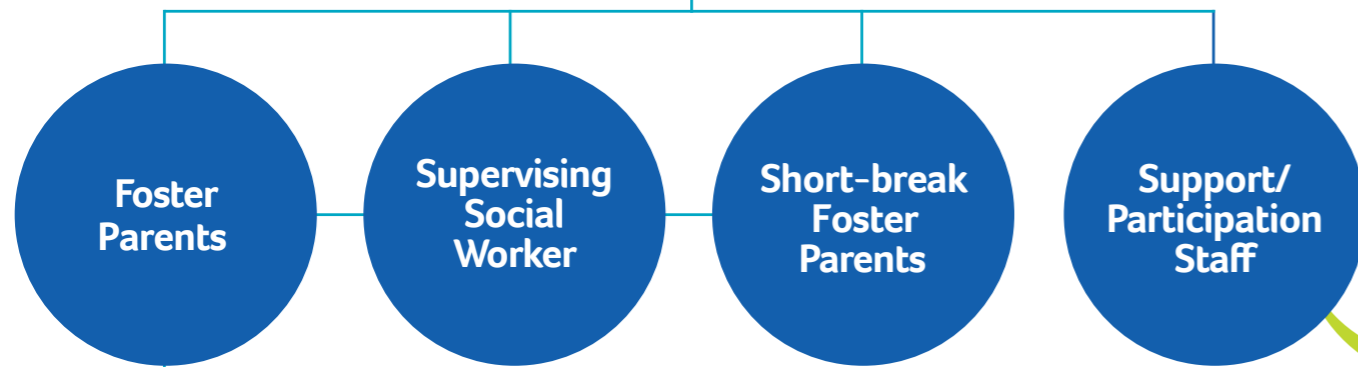 Foster
Parents
Supervising
Social
Worker
Short-break
Foster
Parents
Support/
Participation
Staff